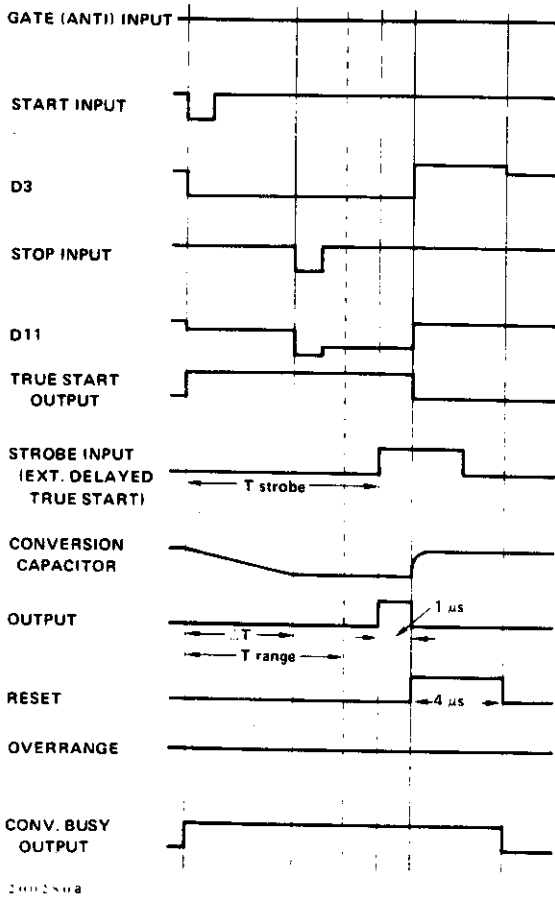 GATE (ANTI) INPUT
START INPUT
D3
STOP INPUT
D11
TRUE START
OUTPUT
STROBE INPUT
(EXT. DELAYED
TRUE START)
T strobe
CONVERSION
CAPACITOR
OUTPUT
1 μs
ΔT
T range
RESET
4 μs
OVERRANGE
CONV. BUSY
OUTPUT